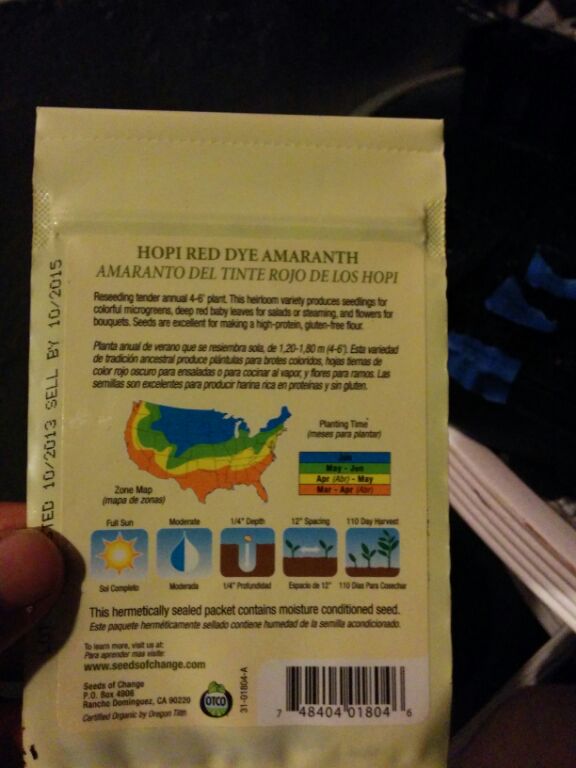 HOPI RED DYE AMARANTH
AMARANTO DEL TINTE ROJO DE LOS HOPI
Reseeding tender annual 4-6' plant. This heirloom variety produces seedlings for
colorful microgreens, deep red baby leaves for salads or steaming, and flowers for
bouquets. Seeds are excellent for making a high-protein, gluten-free flour.
Planta anual de verano que se resiembra sola, de 1,20-1,80 m (4-6'). Esta variedad
de tradición ancestral produce plántulas para brotes coloridos, hojas tiernas de
color rojo oscuro para ensaladas o para cocinar al vapor, y flores para ramos. Las
semillas son excelentes para producir harina rica en proteínas y sin gluten.
Planting Time
(meses para plantar)
Jun
May - Jun
Apr (Abr) - May
Mar - Apr (Abr)
Zone Map
(mapa de zonas)
Full Sun Moderate 1/4" Depth 12" Spacing 110 Day Harvest
Sol Completo Moderada 1/4" Profundidad Espacio de 12" 110 Dias Para Cosechar
This hermetically sealed packet contains moisture conditioned seed.
Este paquete herméticamente sellado contiene humedad de la semilla acondicionado.
To learn more, visit us at:
Para aprender mas visite:
www.seedsofchange.com
Seeds of Change
P.O. Box 4908
Rancho Dominguez, CA 90220
Certified Organic by Oregon Tilth
OTCO
31-01804-A
7 48404 01804 6
TED 10/2013 SELL BY 10/2015